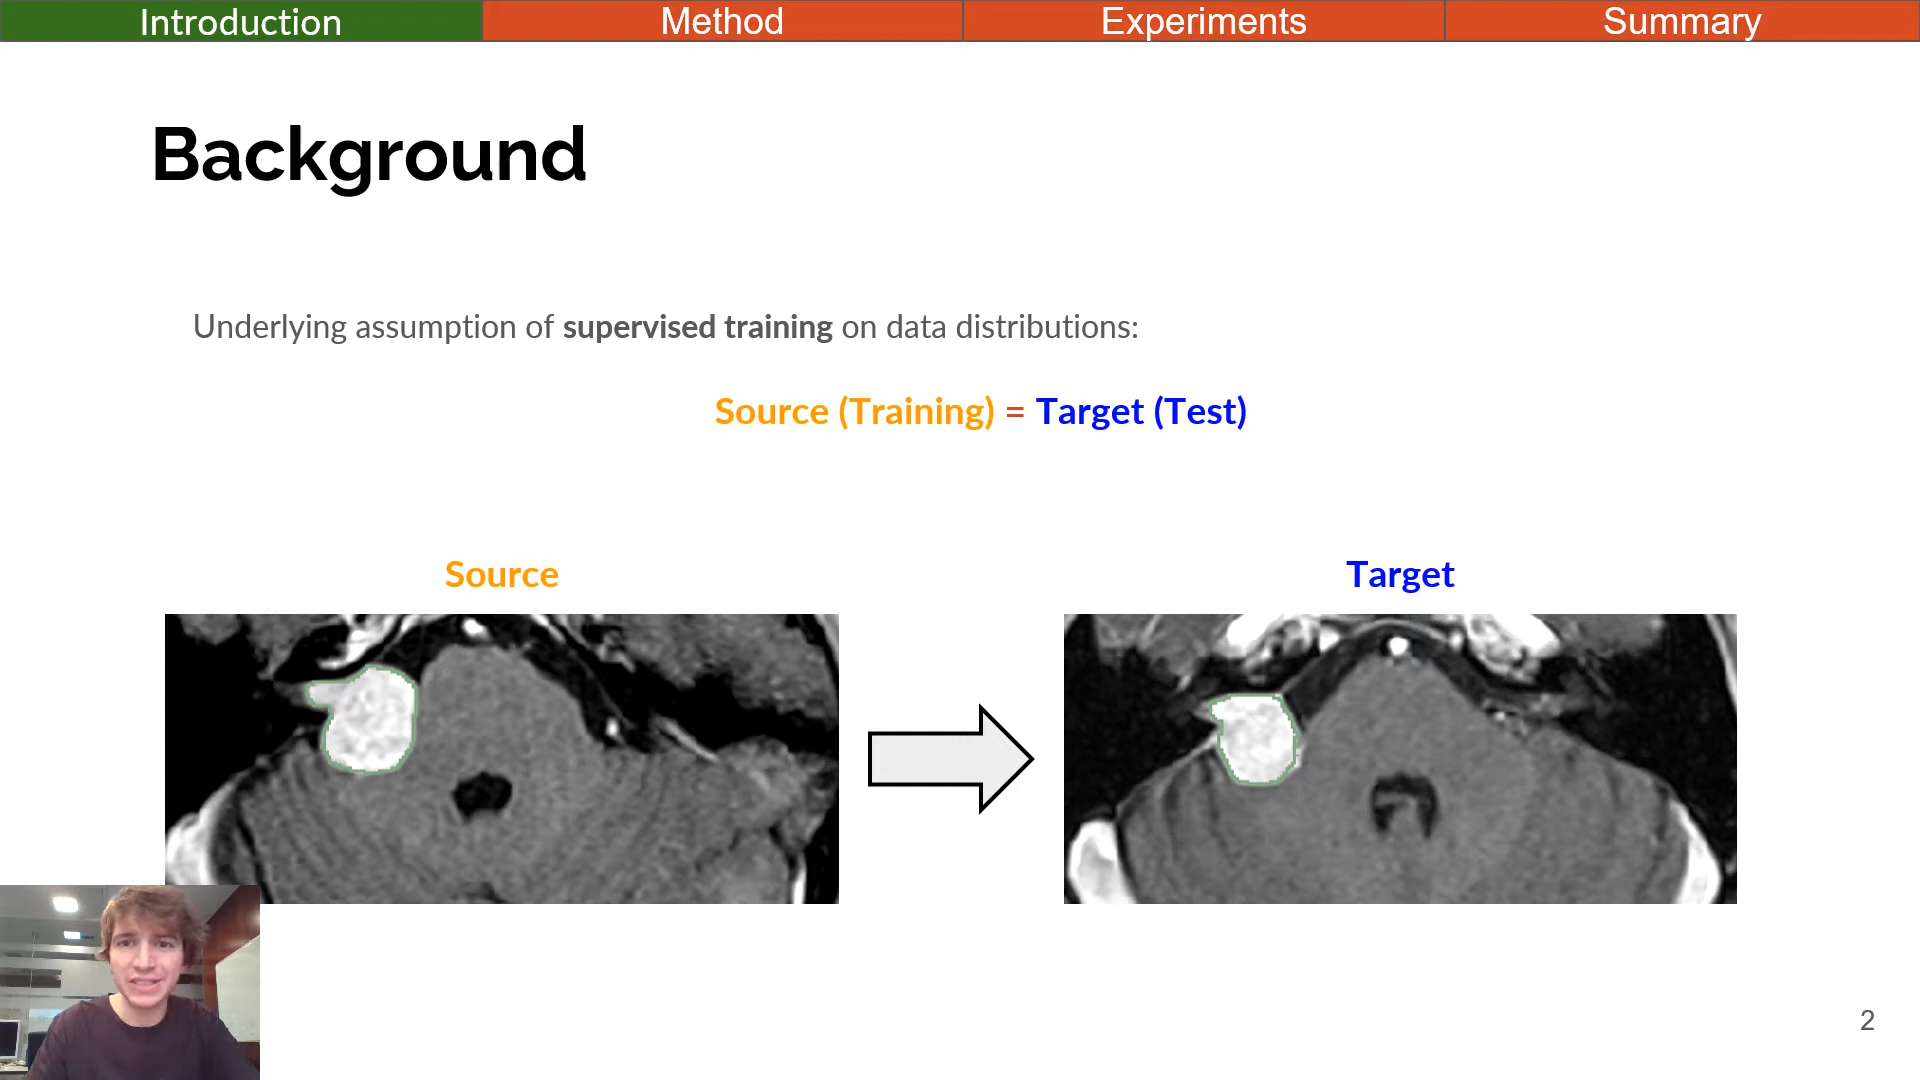 Introduction
Method
Experiments
Summary
Background
Underlying assumption of supervised training on data distributions:
Source (Training) = Target (Test)
Source
Target
2